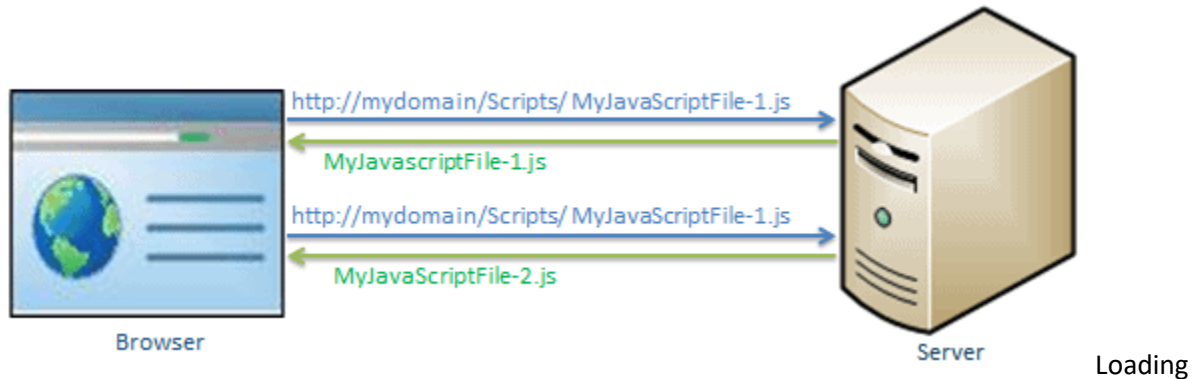 http://mydomain/Scripts/ MyJavaScriptFile-1.js
MyJavascriptFile-1.js
http://mydomain/Scripts/ MyJavaScriptFile-1.js
MyJavaScriptFile-2.js
Browser
Server
Loading